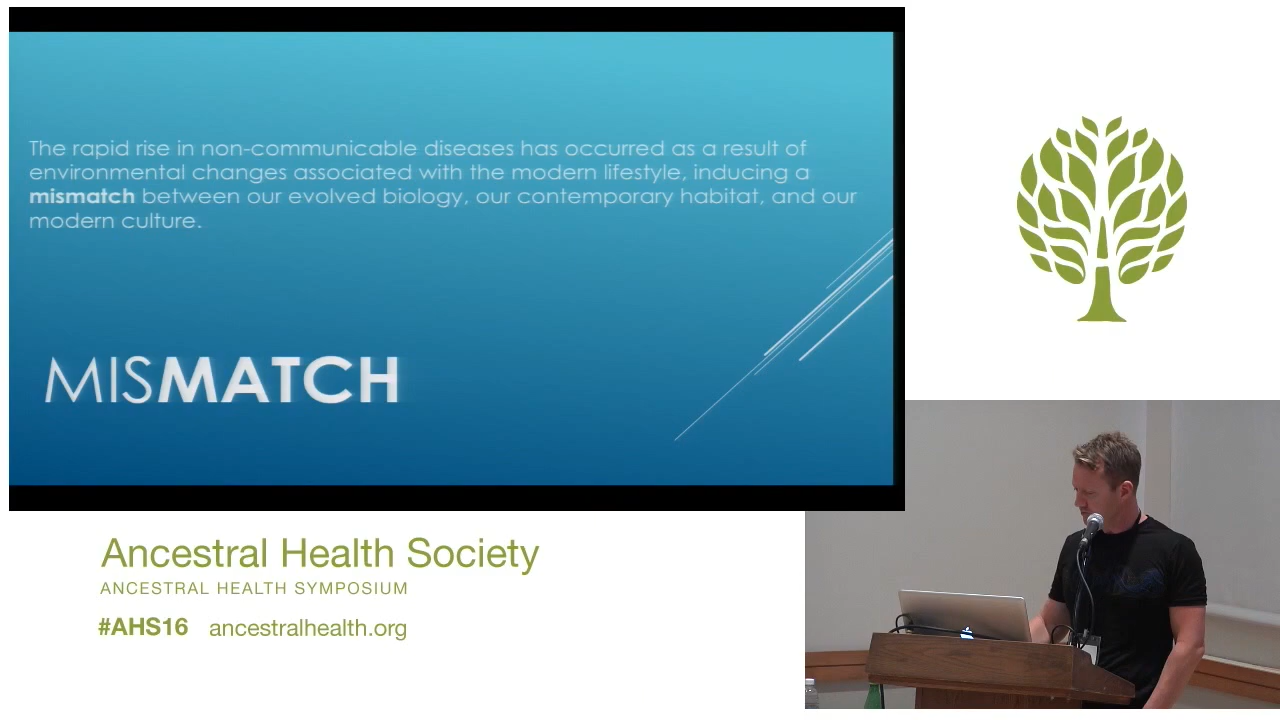 The rapid rise in non-communicable diseases has occurred as a result of
environmental changes associated with the modern lifestyle, inducing a
mismatch between our evolved biology, our contemporary habitat, and our
modern culture.
MISMATCH
Ancestral Health Society
ANCESTRAL HEALTH SYMPOSIUM
#AHS16 ancestralhealth.org